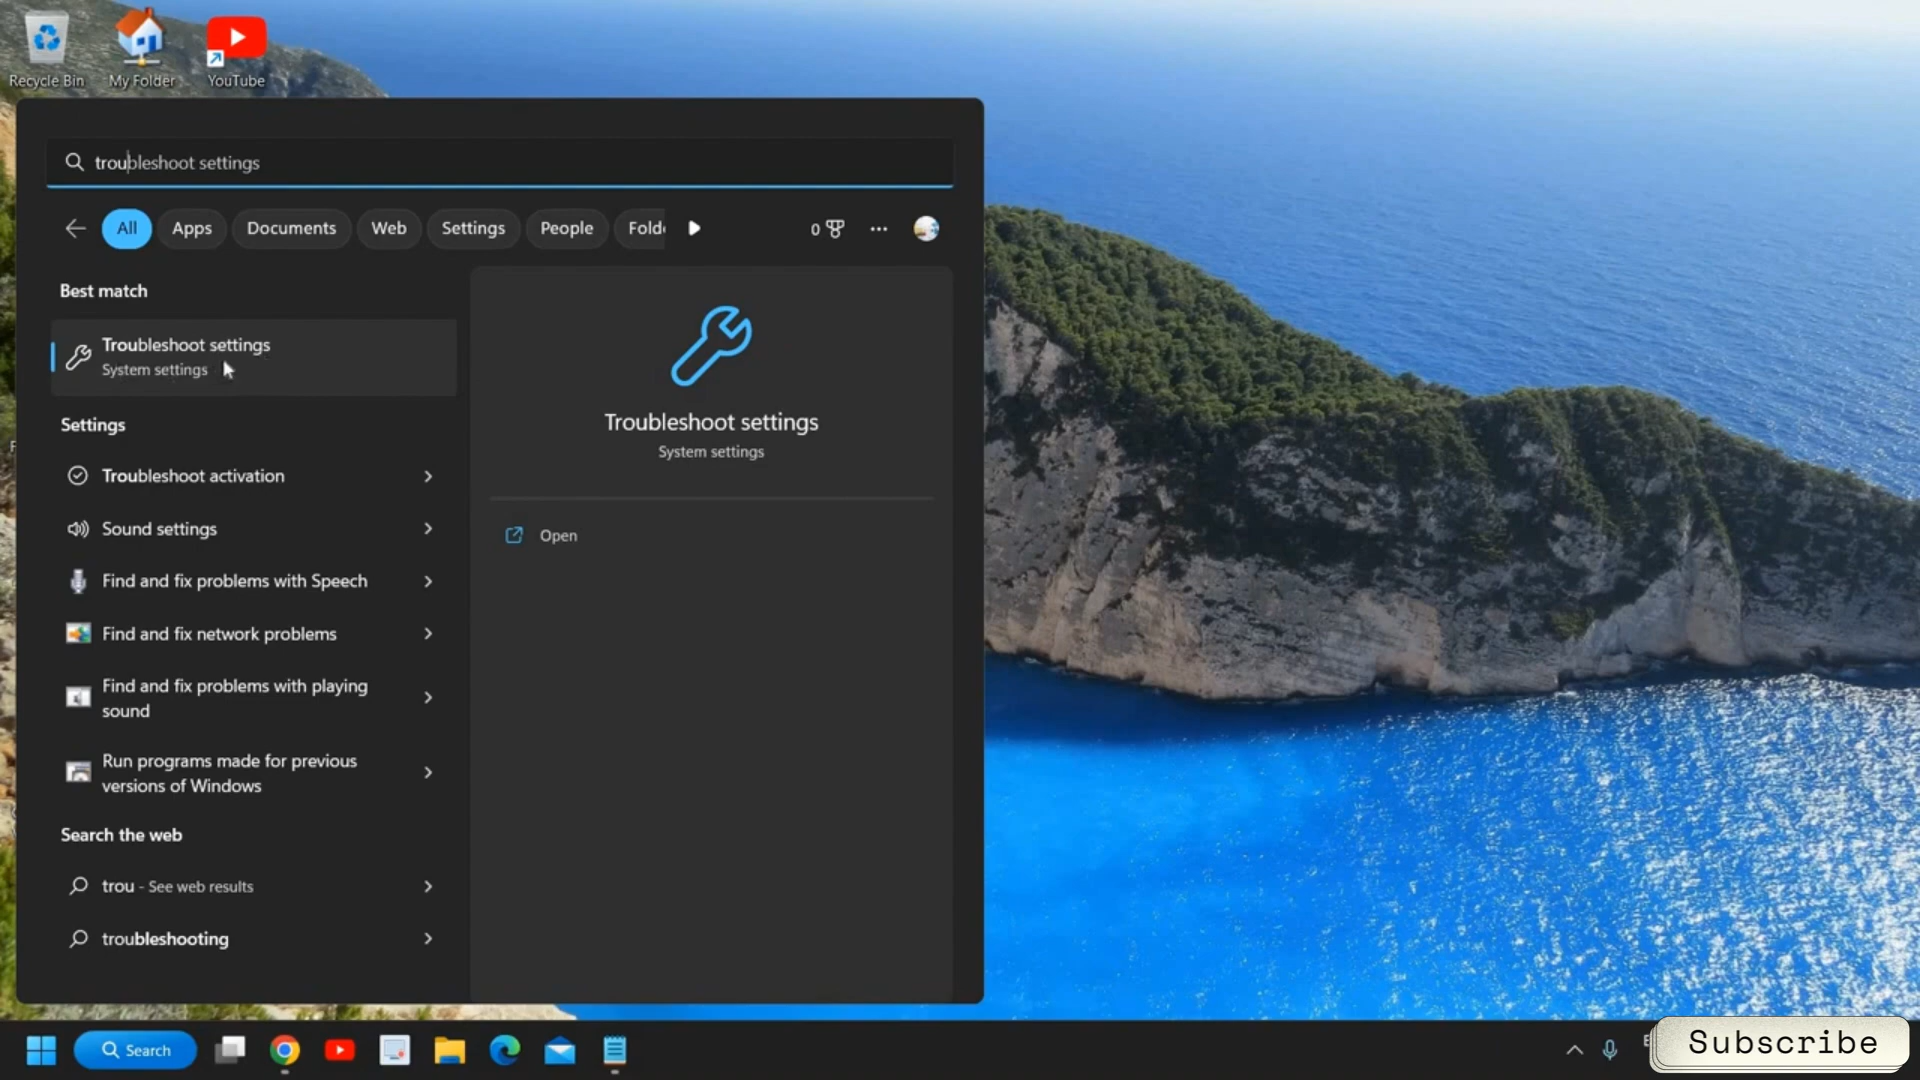 Recycle Bin
My Folder
YouTube
troubleshoot settings
All
Apps
Documents
Web
Settings
People
Folde
0
Best match
Troubleshoot settings
System settings
Settings
Troubleshoot activation
Sound settings
Find and fix problems with Speech
Find and fix network problems
Find and fix problems with playing
sound
Run programs made for previous
versions of Windows
Search the web
trou - See web results
troubleshooting
Troubleshoot settings
System settings
Open
Search
Subscribe